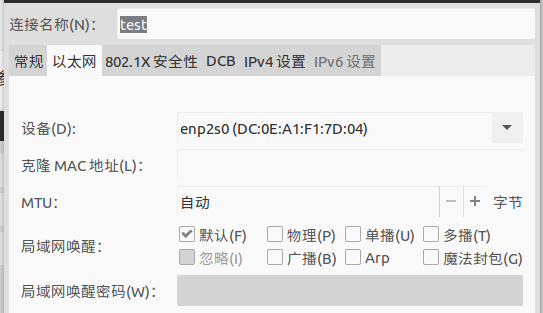 连接名称(N)： test
常规 以太网 802.1X 安全性 DCB IPv4 设置 IPv6 设置
设备(D): enp2s0 (DC:0E:A1:F1:7D:04)
克隆 MAC 地址(L)：
MTU： 自动 − + 字节
默认(F) 物理(P) 单播(U) 多播(T)
局域网唤醒：
忽略(I) 广播(B) Arp 魔法封包(G)
局域网唤醒密码(W)：